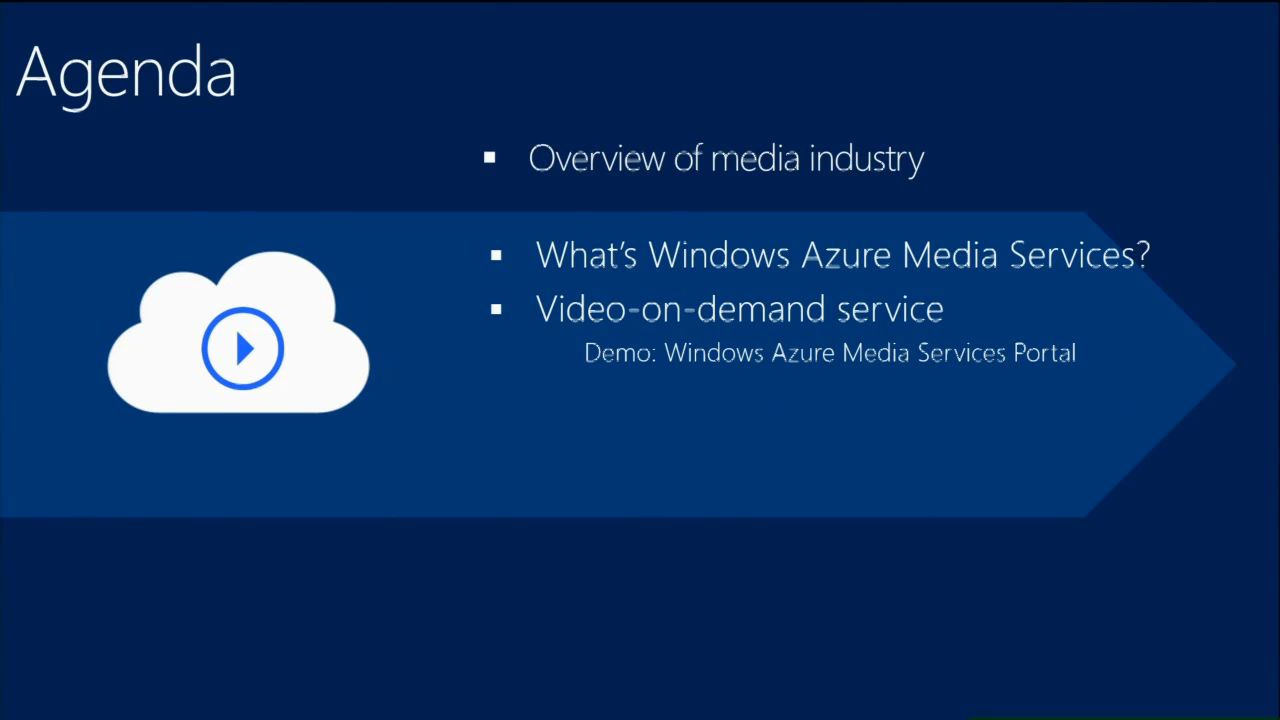 Agenda
Overview of media industry
What's Windows Azure Media Services?
Video-on-demand service
Demo: Windows Azure Media Services Portal